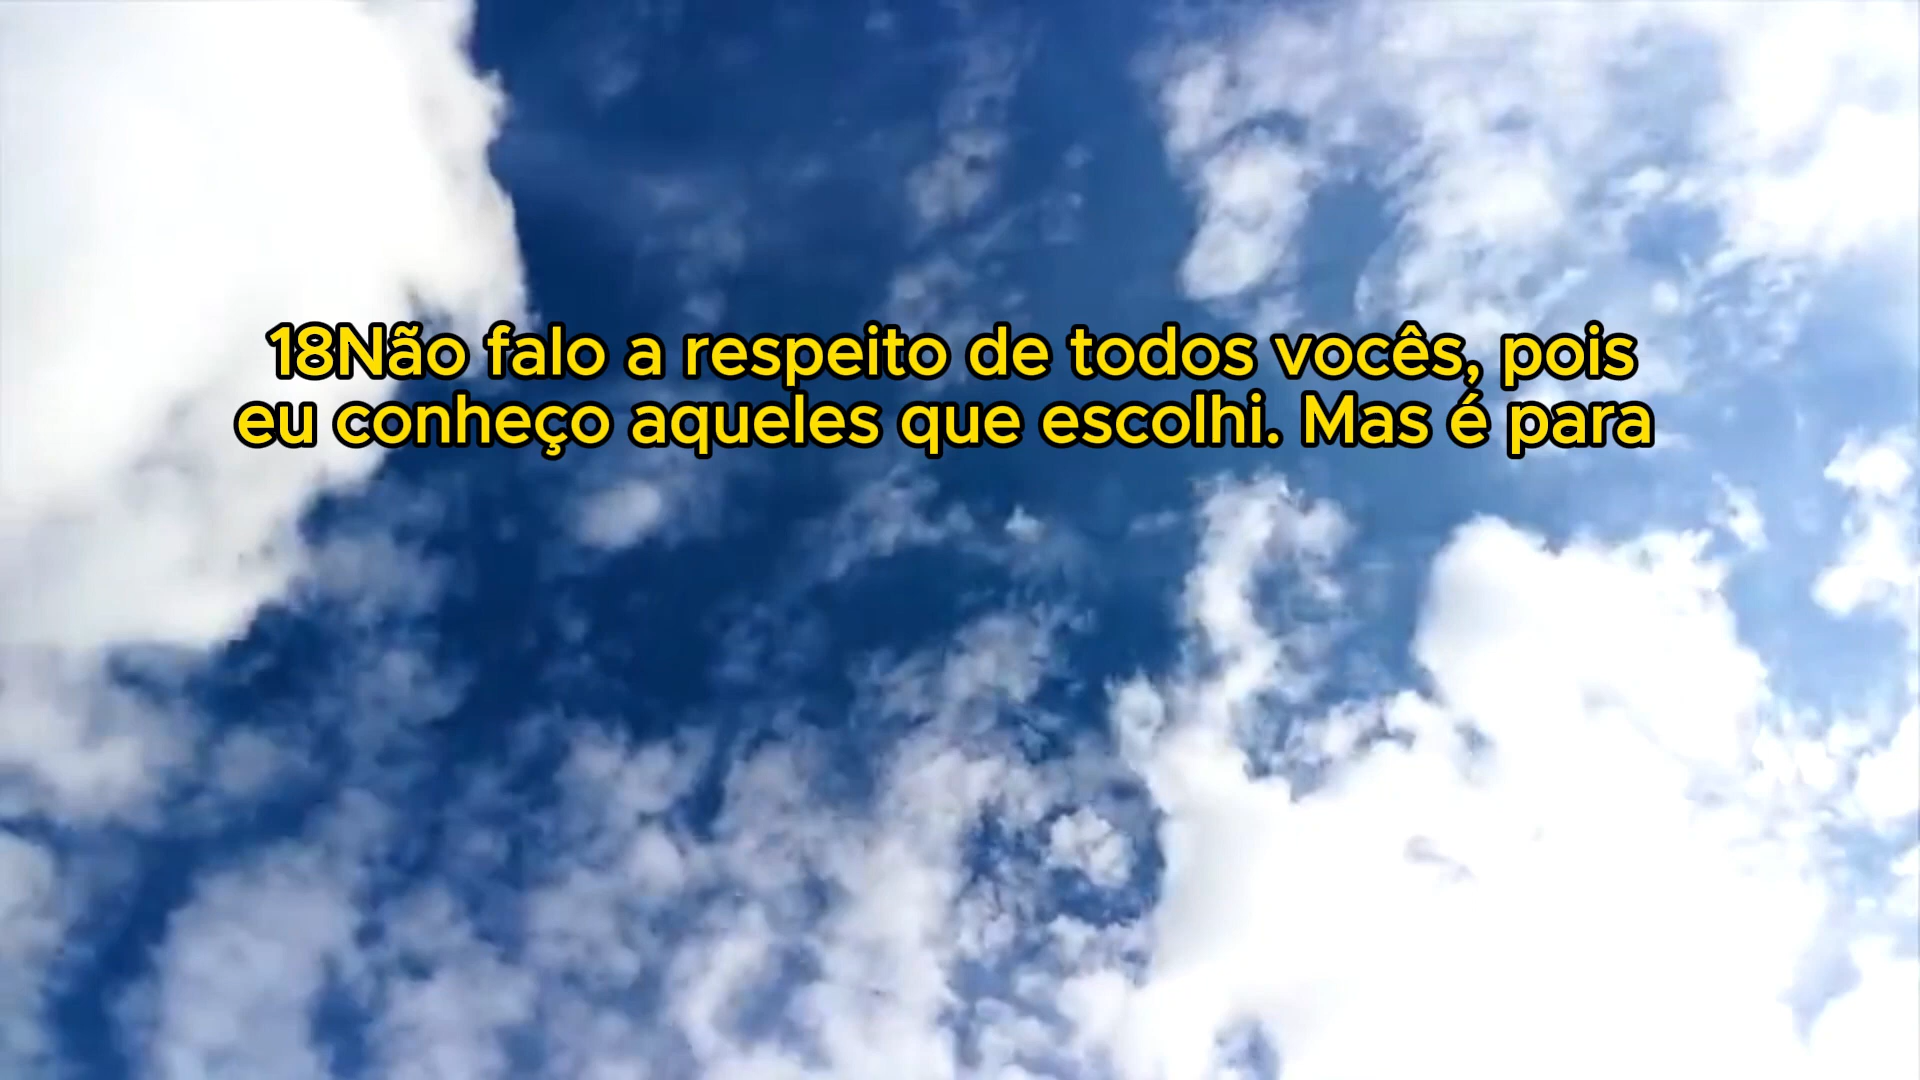 18Não falo a respeito de todos vocês, pois
eu conheço aqueles que escolhi. Mas é para